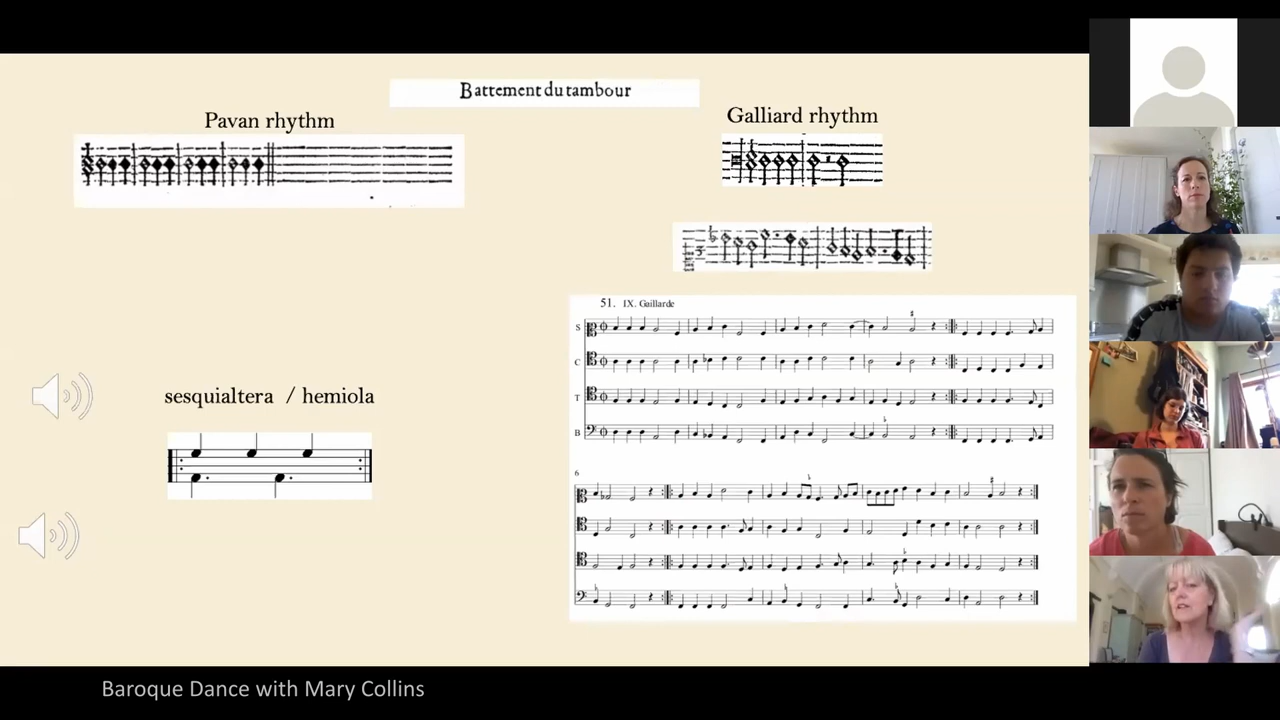 Battement du tambour
Pavan rhythm
Galliard rhythm
51. IX. Gaillarde
S
C
T
B
6
sesquialtera / hemiola
Baroque Dance with Mary Collins